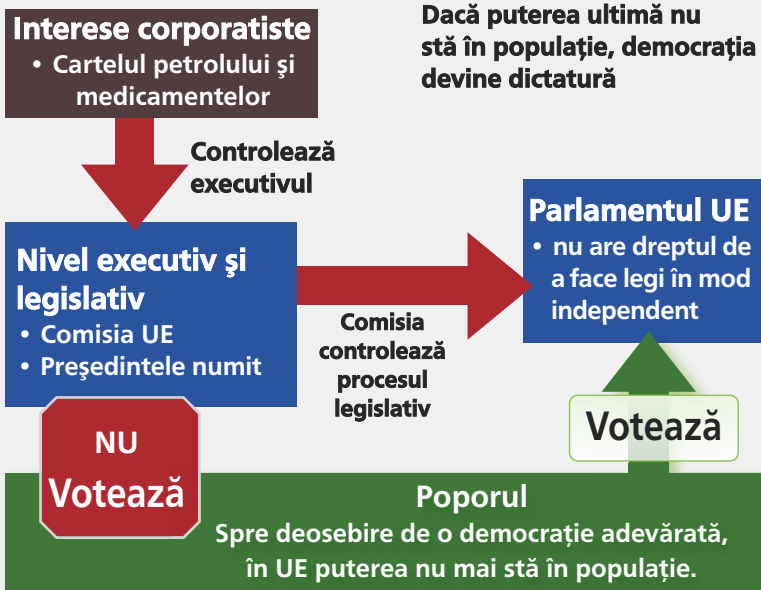 Interese corporatiste
• Cartelul petrolului şi
medicamentelor
Dacă puterea ultimă nu
stă în populație, democrația
devine dictatură
Controlează
executivul
Nivel executiv şi
legislativ
• Comisia UE
• Preşedintele numit
Comisia
controlează
procesul
legislativ
Parlamentul UE
• nu are dreptul de
a face legi în mod
independent
NU
Votează
Votează
Poporul
Spre deosebire de o democrație adevărată,
în UE puterea nu mai stă în populație.